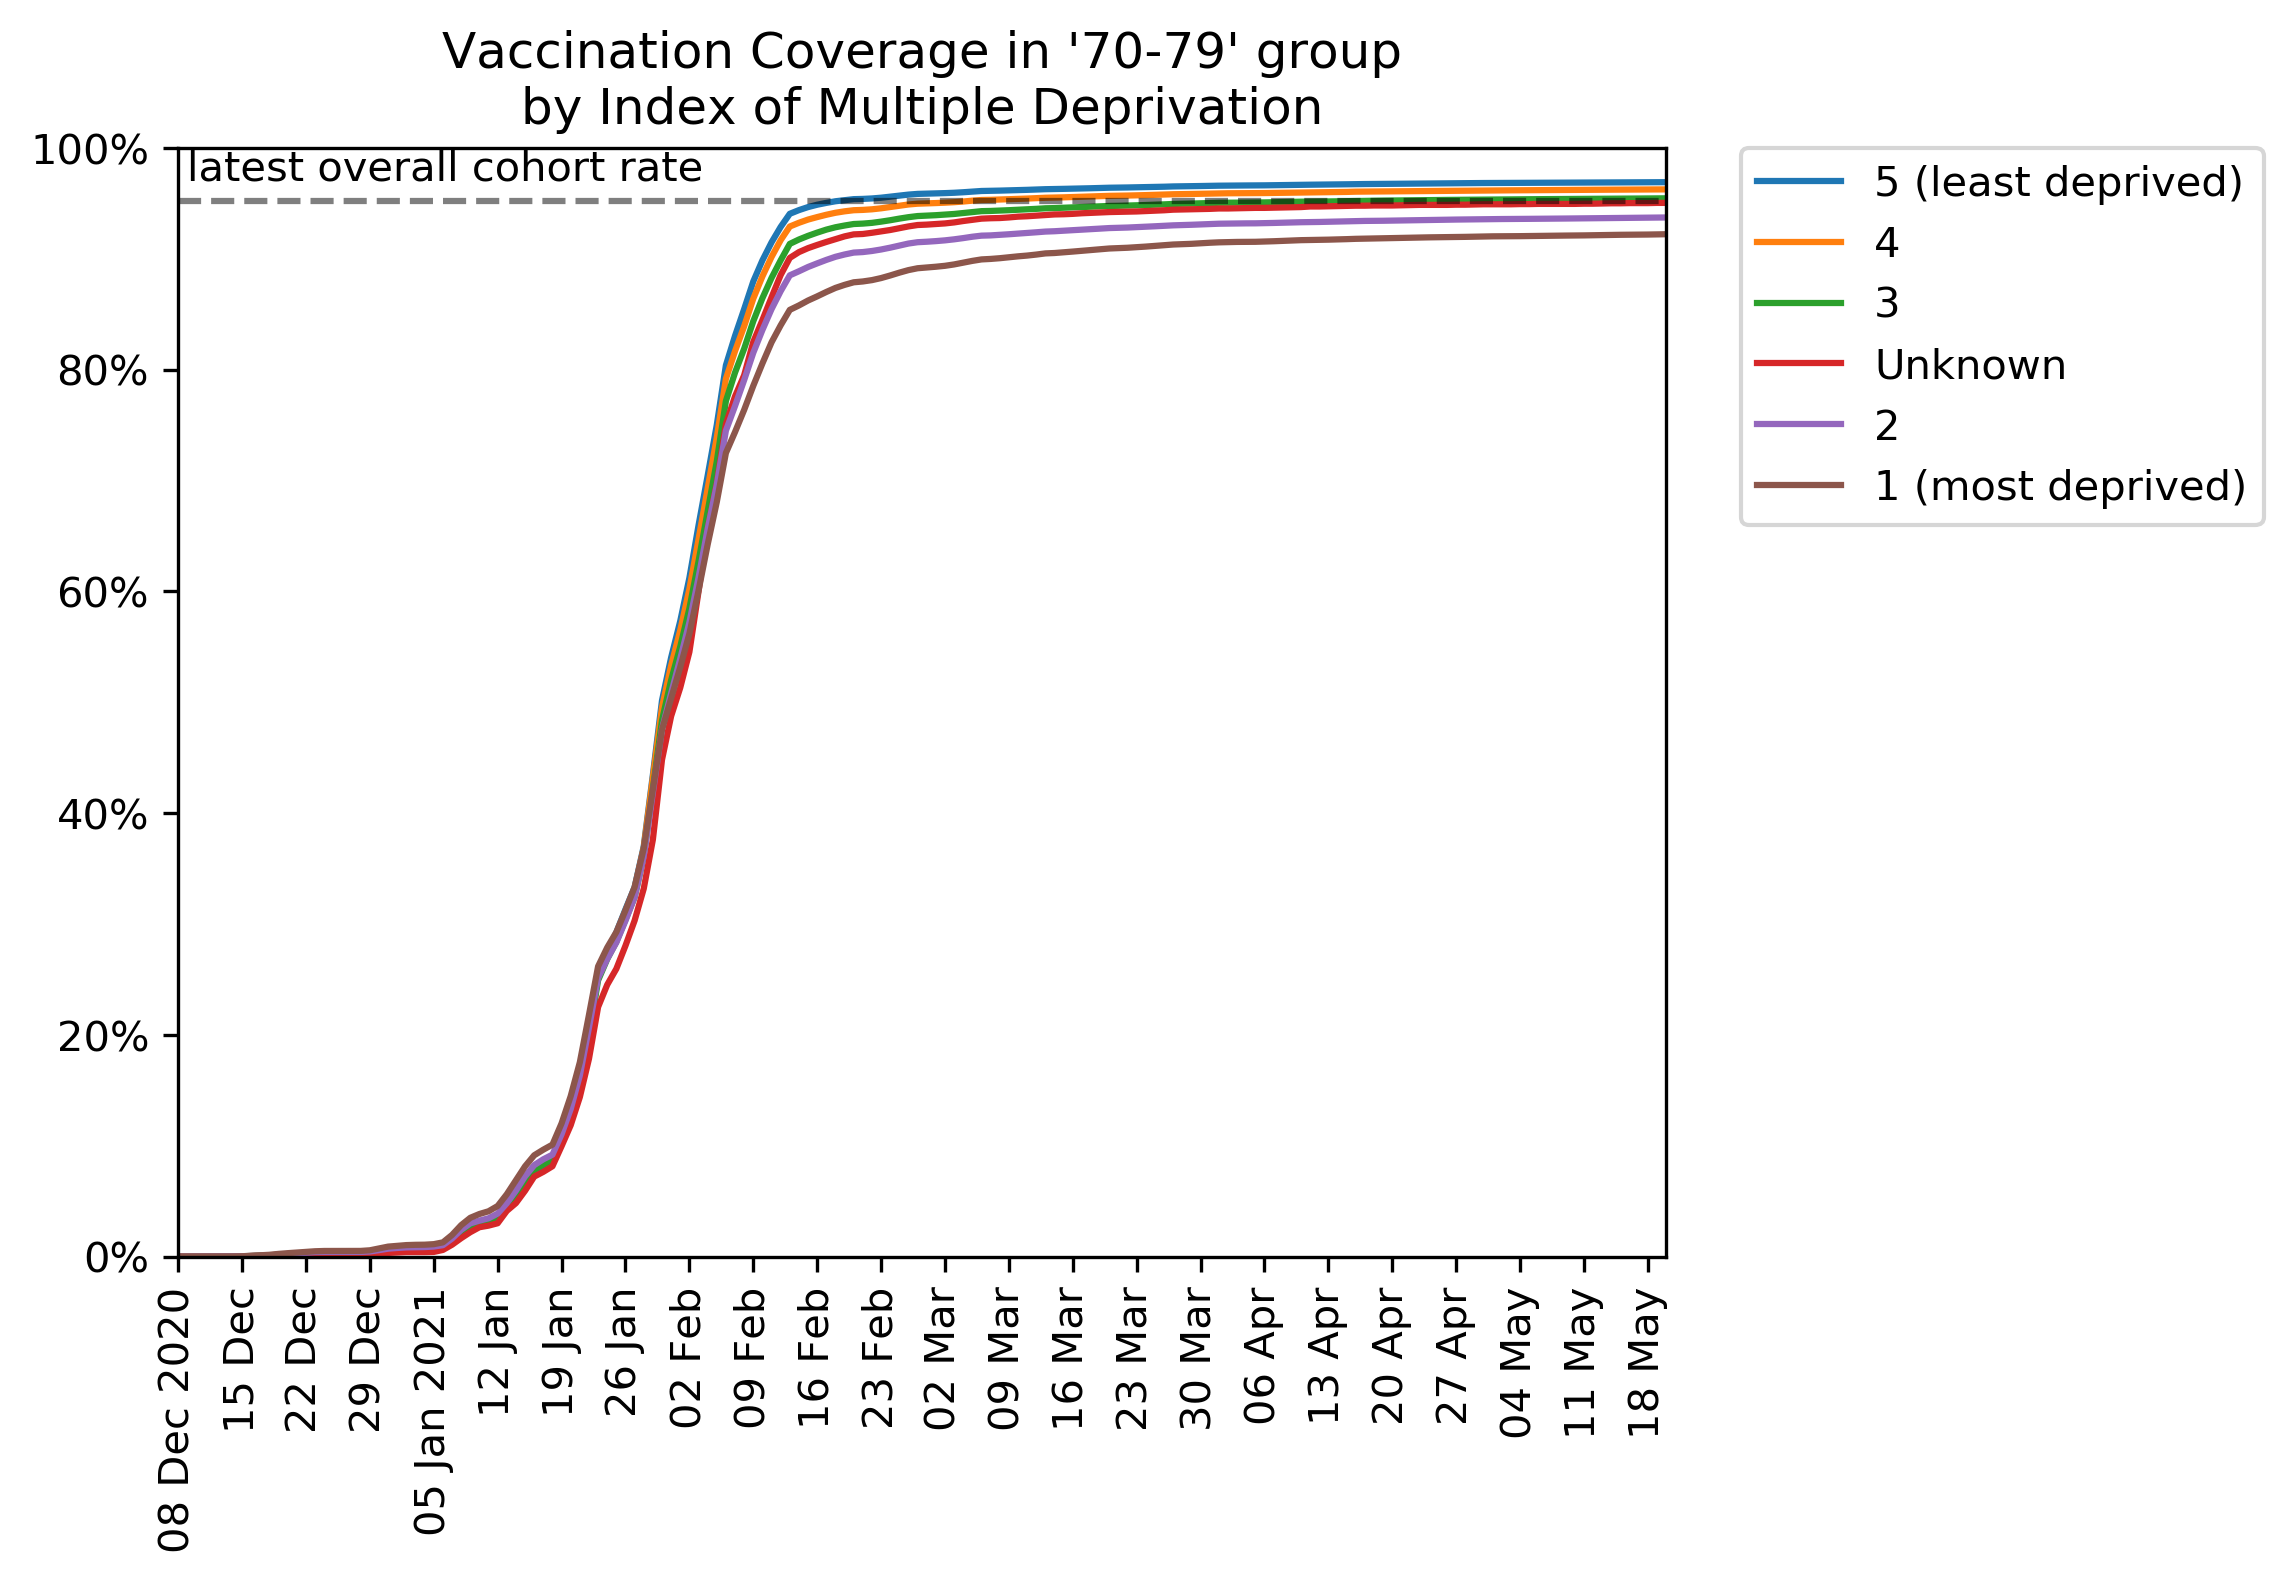 Vaccination Coverage in '70-79' group
by Index of Multiple Deprivation
100%
80%
60%
40%
20%
0%
latest overall cohort rate
08 Dec 2020
15 Dec
22 Dec
29 Dec
05 Jan 2021
12 Jan
19 Jan
26 Jan
02 Feb
09 Feb
16 Feb
23 Feb
02 Mar
09 Mar
16 Mar
23 Mar
30 Mar
06 Apr
13 Apr
20 Apr
27 Apr
04 May
11 May
18 May
5 (least deprived)
4
3
Unknown
2
1 (most deprived)